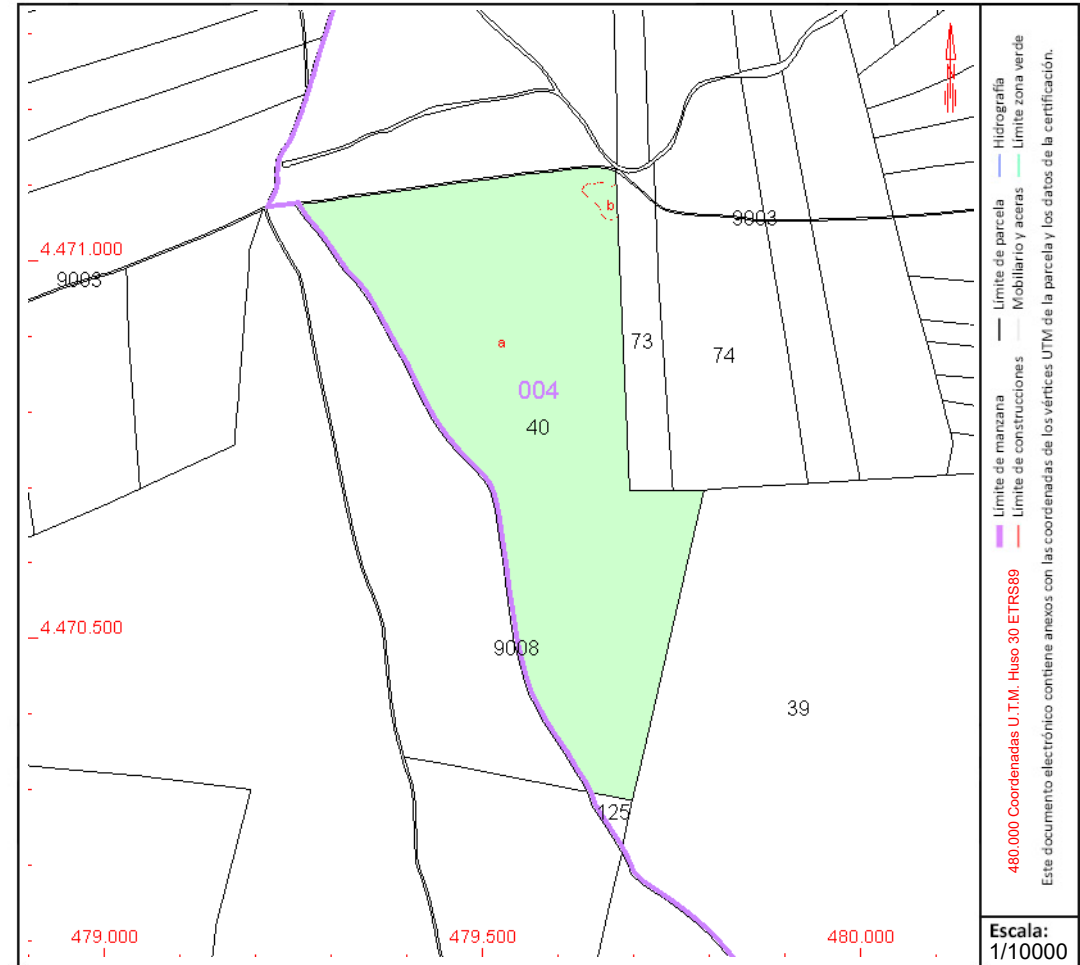 b
9003
4.471.000
9003
73
74
a
004
40
4.470.500
9008
39
125
479.000
479.500
480.000
N
Límite de manzana
Límite de parcela
Hidrografía
Límite de construcciones
Mobiliario y aceras
Límite zona verde
480.000 Coordenadas U.T.M. Huso 30 ETRS89
Este documento electrónico contiene anexos con las coordenadas de los vértices UTM de la parcela y los datos de la certificación.
Escala:
1/10000